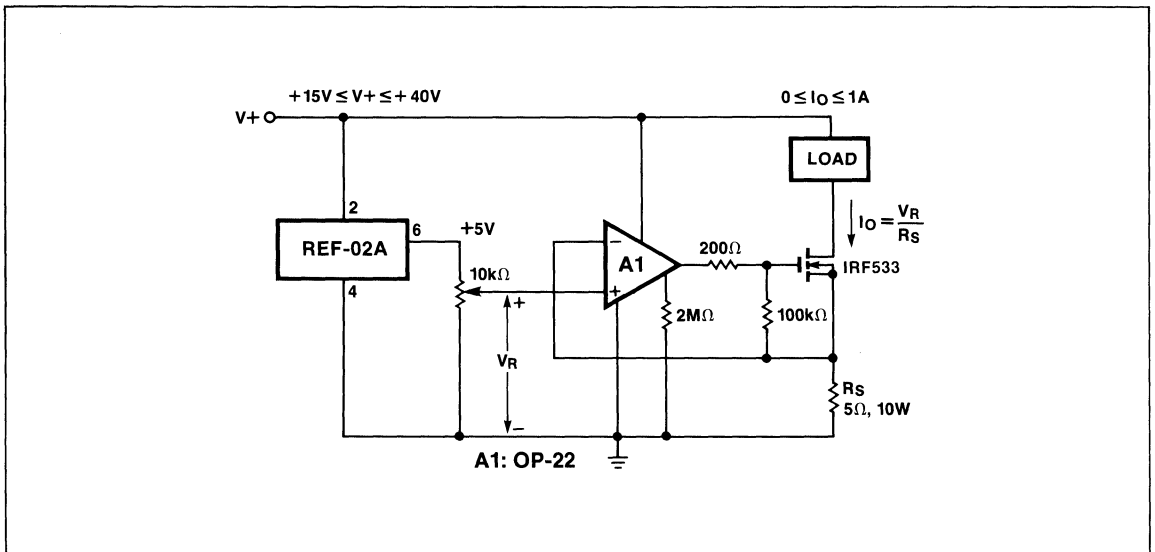 +15V ≤ V+ ≤ +40V
0 ≤ IO ≤ 1A
V+
LOAD
2
6
+5V
REF-02A
10kΩ
4
−
A1
+
200Ω
IO = VR/RS
IRF533
2MΩ
100kΩ
+
VR
−
RS
5Ω, 10W
A1: OP-22